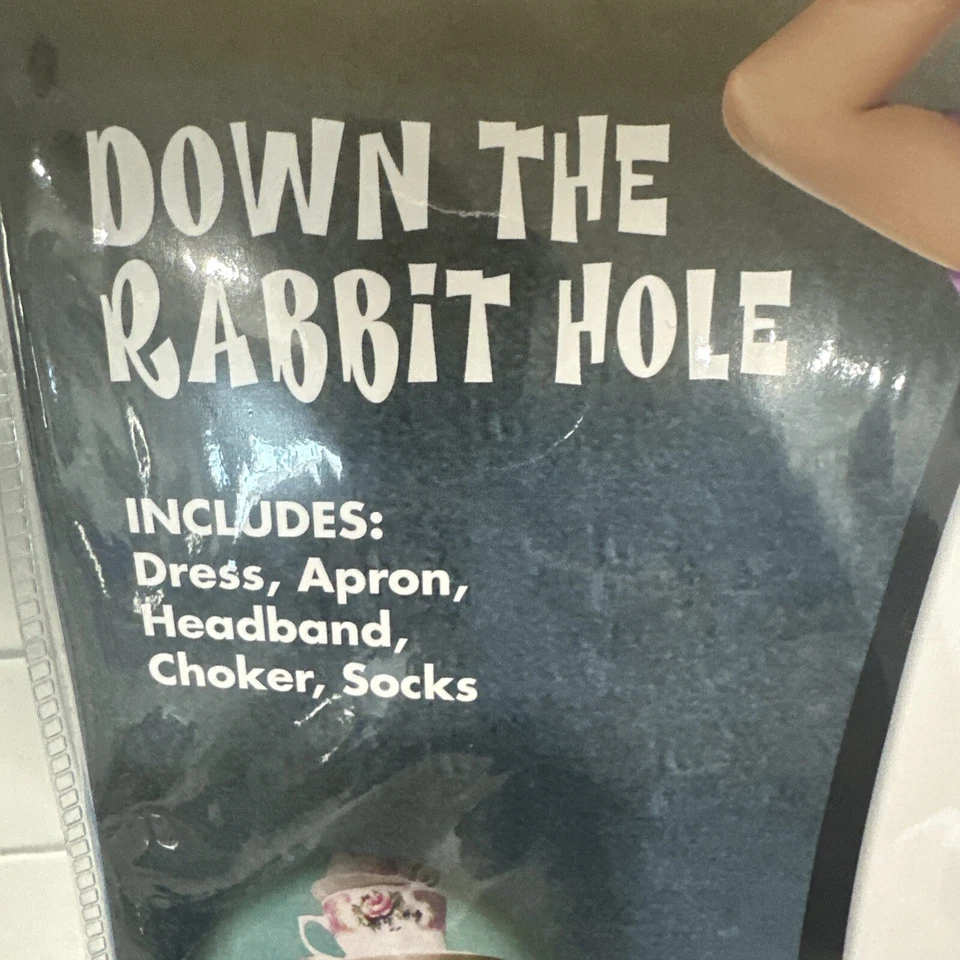 DOWN THE
RABBiT HOLE
INCLUDES:
Dress, Apron,
Headband,
Choker, Socks